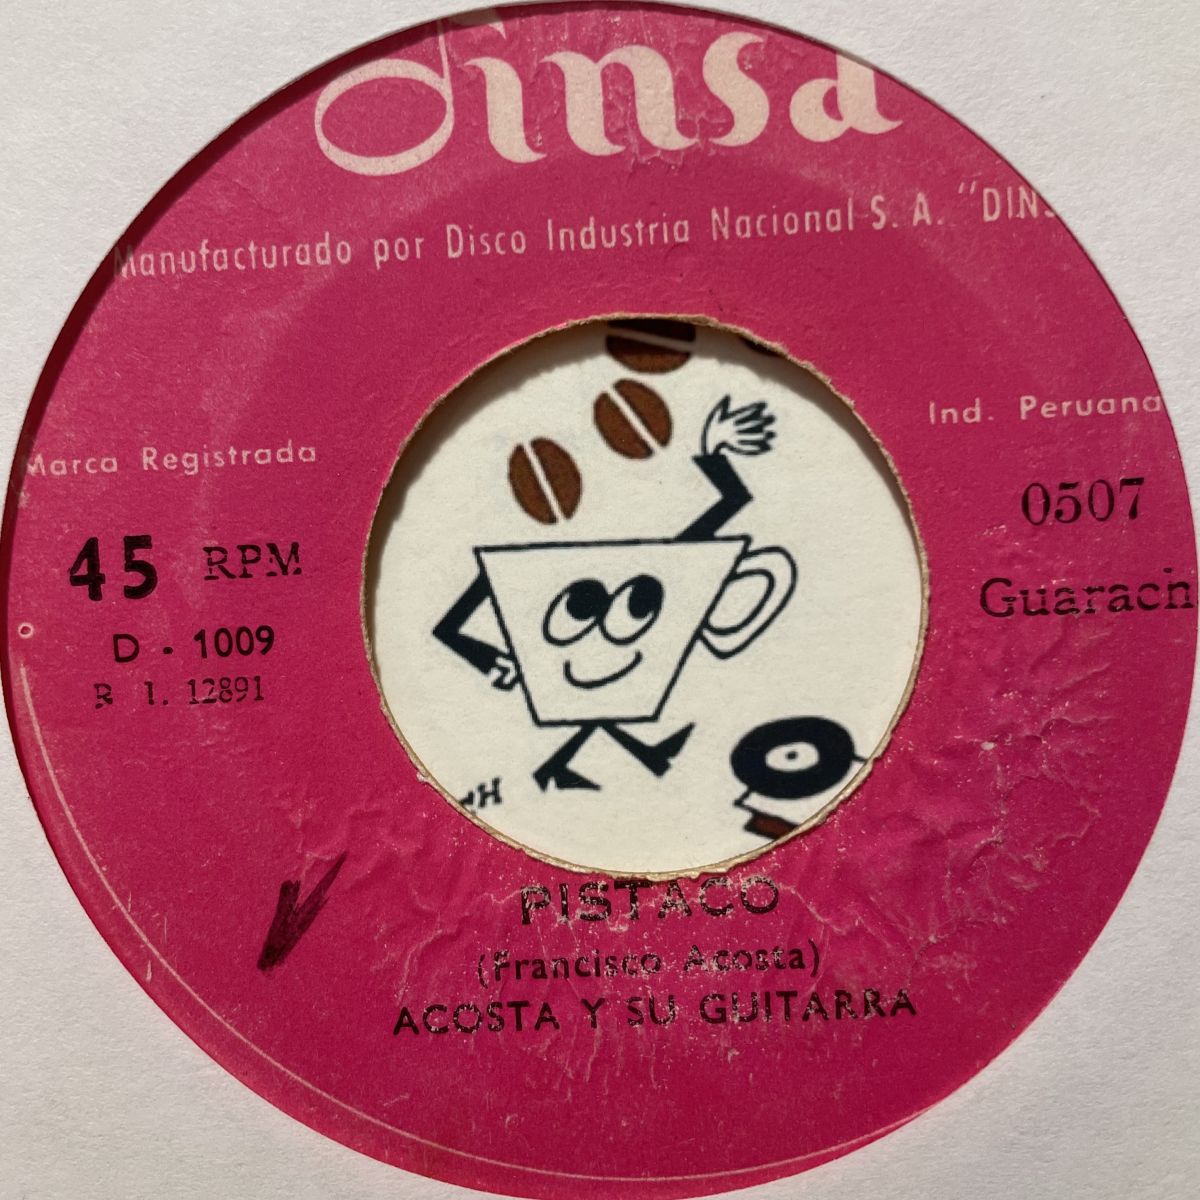 dinsa
Manufacturado por Disco Industria Nacional S. A. "DINS
Ind. Peruana
Marca Registrada
0507
45 RPM
Guarach
D - 1009
R I. 12891
PISTACO
(Francisco Acosta)
ACOSTA Y SU GUITARRA